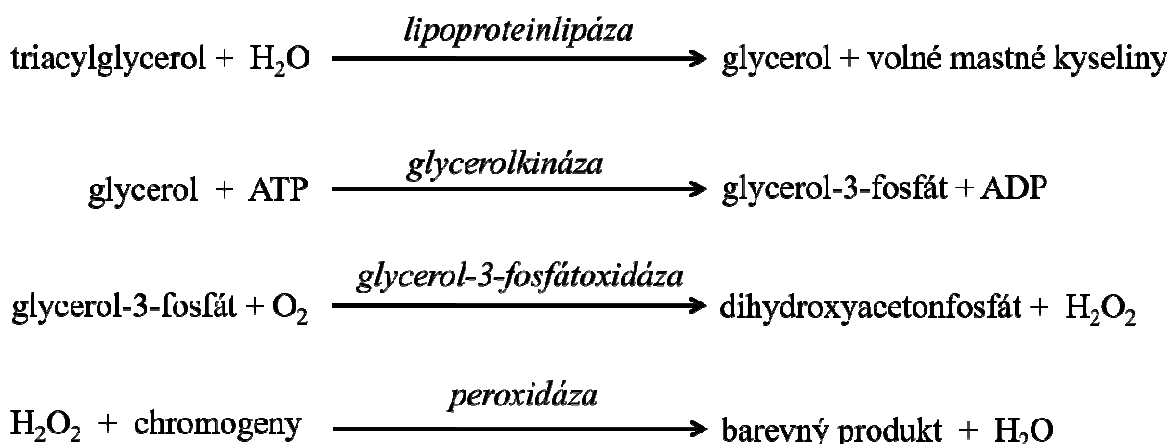 lipoproteinlipáza
triacylglycerol + H₂O → glycerol + volné mastné kyseliny
glycerolkináza
glycerol + ATP → glycerol-3-fosfát + ADP
glycerol-3-fosfátoxidáza
glycerol-3-fosfát + O₂ → dihydroxyacetonfosfát + H₂O₂
peroxidáza
H₂O₂ + chromogeny → barevný produkt + H₂O